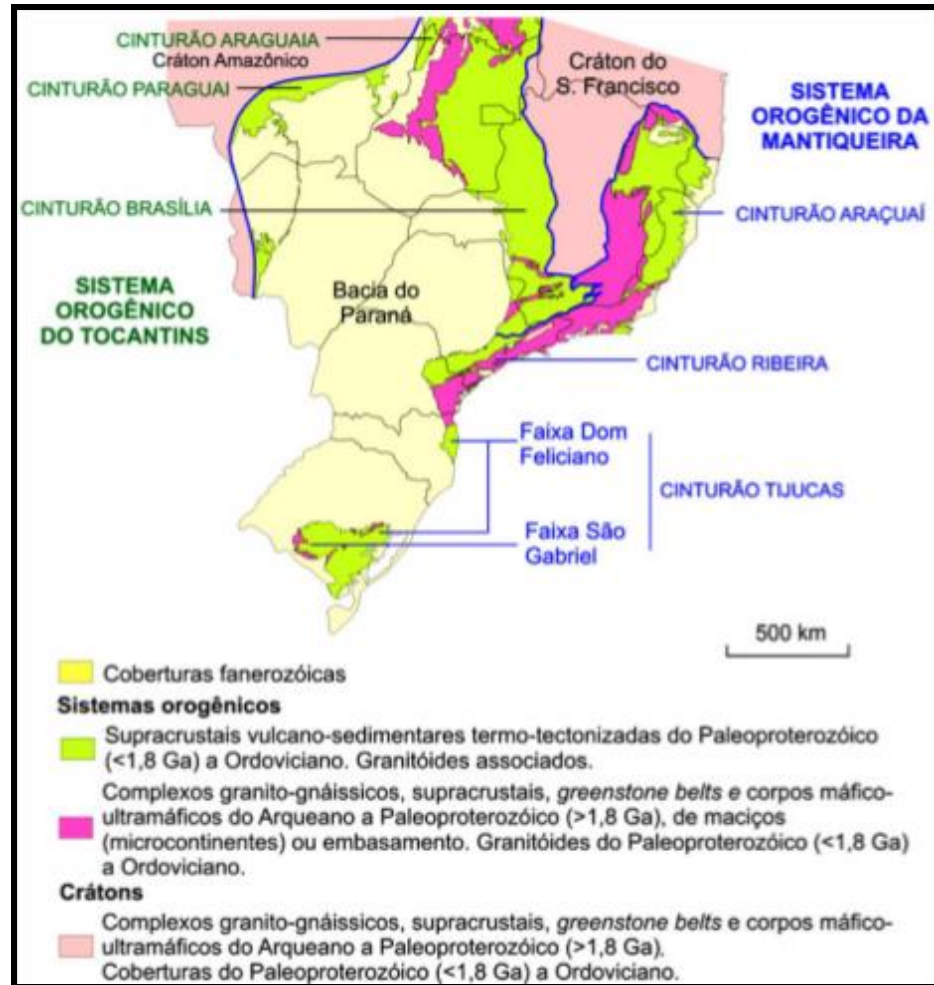 CINTURÃO ARAGUAIA
Cráton Amazônico
CINTURÃO PARAGUAI
Cráton do
S. Francisco
SISTEMA
OROGÊNICO DA
MANTIQUEIRA
CINTURÃO BRASÍLIA
CINTURÃO ARAÇUAÍ
SISTEMA
OROGÊNICO
DO TOCANTINS
Bacia do
Paraná
CINTURÃO RIBEIRA
Faixa Dom
Feliciano
CINTURÃO TIJUCAS
Faixa São
Gabriel
500 km
Coberturas fanerozóicas
Sistemas orogênicos
Supracrustais vulcano-sedimentares termo-tectonizadas do Paleoproterozóico
(<1,8 Ga) a Ordoviciano. Granitóides associados.
Complexos granito-gnáissicos, supracrustais, greenstone belts e corpos máfico-
ultramáficos do Arqueano a Paleoproterozóico (>1,8 Ga), de maciços
(microcontinentes) ou embasamento. Granitóides do Paleoproterozóico (<1,8 Ga)
a Ordoviciano.
Crátons
Complexos granito-gnáissicos, supracrustais, greenstone belts e corpos máfico-
ultramáficos do Arqueano a Paleoproterozóico (>1,8 Ga).
Coberturas do Paleoproterozóico (<1,8 Ga) a Ordoviciano.